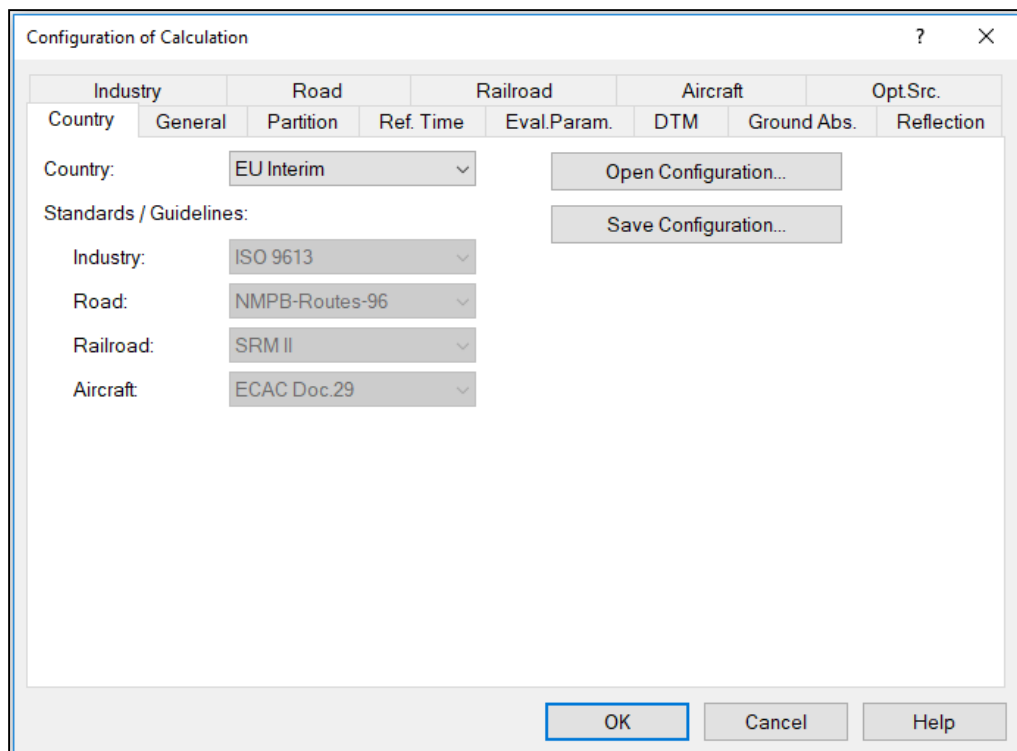 Configuration of Calculation ?
Industry Road Railroad Aircraft Opt.Src.
Country General Partition Ref. Time Eval.Param. DTM Ground Abs. Reflection
Country: EU Interim Open Configuration...
Standards / Guidelines: Save Configuration...
Industry: ISO 9613
Road: NMPB-Routes-96
Railroad: SRM II
Aircraft: ECAC Doc.29
OK Cancel Help